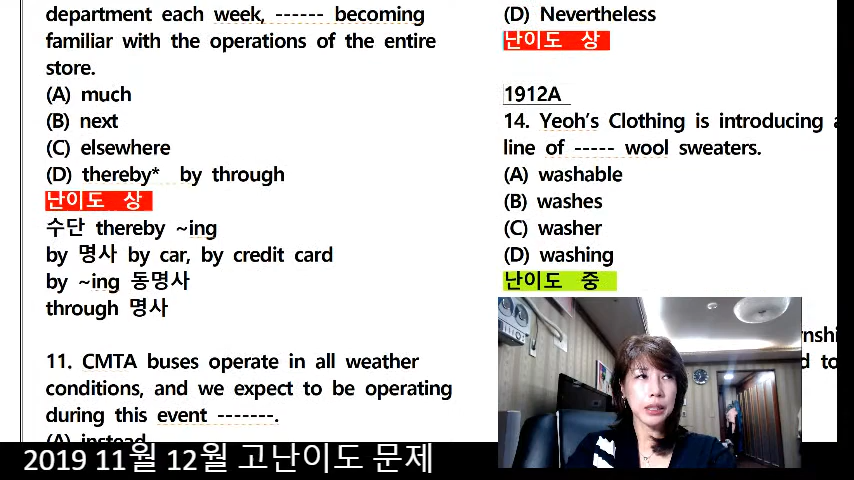 department each week, ------ becoming
familiar with the operations of the entire
store.
(A) much
(B) next
(C) elsewhere
(D) thereby* by through
난이도 상
수단 thereby ~ing
by 명사 by car, by credit card
by ~ing 동명사
through 명사
11. CMTA buses operate in all weather
conditions, and we expect to be operating
during this event -------.
(A) instead
(D) Nevertheless
난이도 상
1912A
14. Yeoh's Clothing is introducing a
line of ----- wool sweaters.
(A) washable
(B) washes
(C) washer
(D) washing
난이도 중
to
2019 11월 12월 고난이도 문제